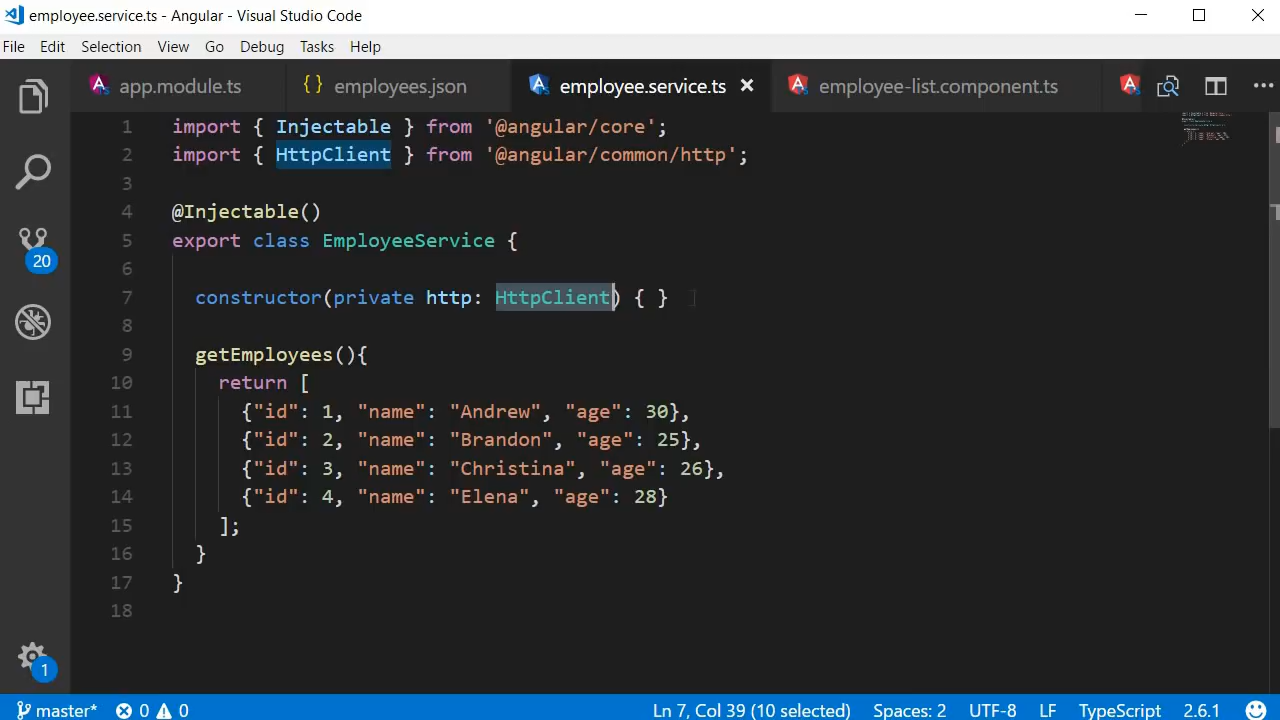 employee.service.ts - Angular - Visual Studio Code
File Edit Selection View Go Debug Tasks Help
app.module.ts {} employees.json employee.service.ts employee-list.component.ts
1 import { Injectable } from '@angular/core';
2 import { HttpClient } from '@angular/common/http';
3
4 @Injectable()
5 export class EmployeeService {
6
7 constructor(private http: HttpClient) { }
8
9 getEmployees(){
10 return [
11 {"id": 1, "name": "Andrew", "age": 30},
12 {"id": 2, "name": "Brandon", "age": 25},
13 {"id": 3, "name": "Christina", "age": 26},
14 {"id": 4, "name": "Elena", "age": 28}
15 ];
16 }
17 }
18
20
1
master* 0 0 Ln 7, Col 39 (10 selected) Spaces: 2 UTF-8 LF TypeScript 2.6.1